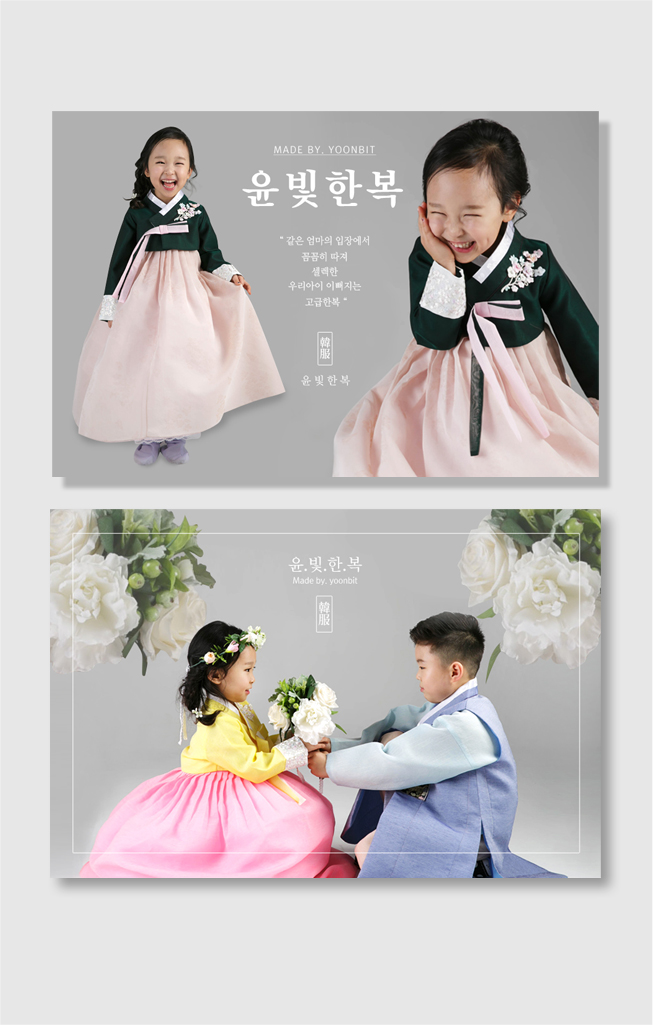 MADE BY. YOONBIT
윤빛한복
“ 같은 엄마의 입장에서
꼼꼼히 따져
셀렉한
우리아이 이뻐지는
고급한복 “
韓服
윤빛한복
윤.빛.한.복
Made by. yoonbit
韓服